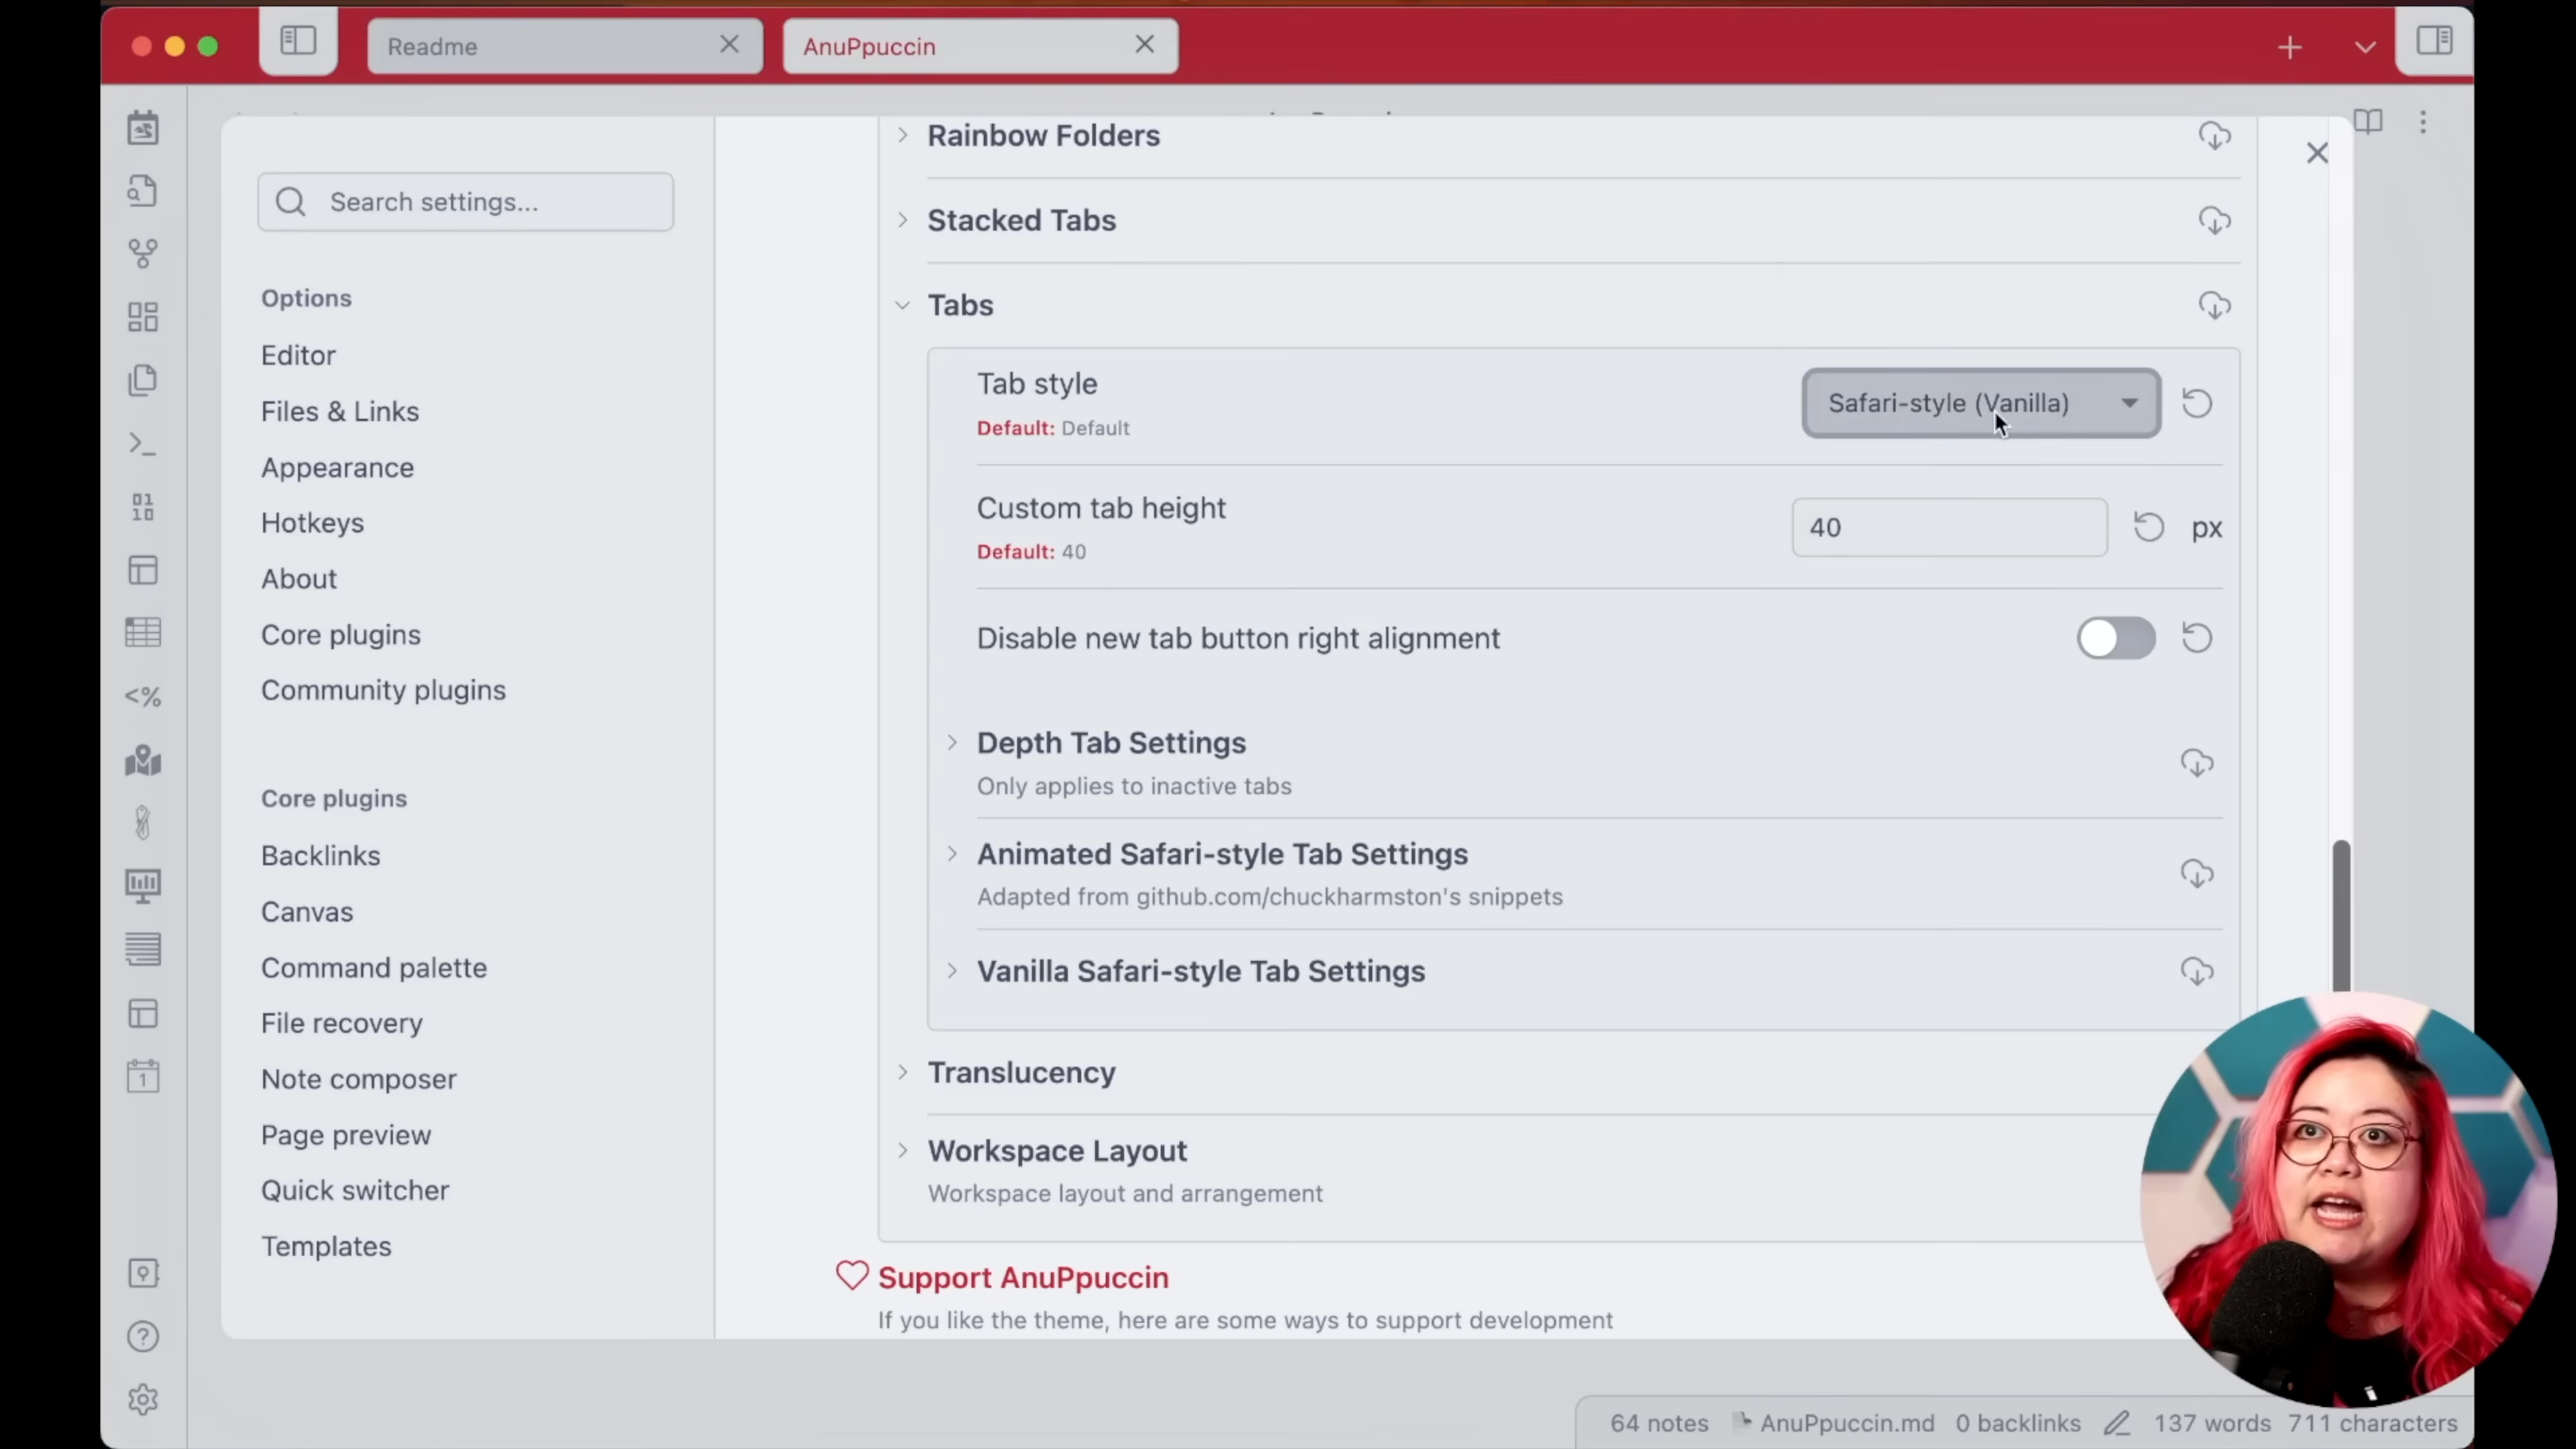 Readme
AnuPpuccin
Search settings...
Options
Editor
Files & Links
Appearance
Hotkeys
About
Core plugins
Community plugins
Core plugins
Backlinks
Canvas
Command palette
File recovery
Note composer
Page preview
Quick switcher
Templates
Rainbow Folders
Stacked Tabs
Tabs
Tab style
Default: Default
Safari-style (Vanilla)
Custom tab height
Default: 40
40
px
Disable new tab button right alignment
Depth Tab Settings
Only applies to inactive tabs
Animated Safari-style Tab Settings
Adapted from github.com/chuckharmston's snippets
Vanilla Safari-style Tab Settings
Translucency
Workspace Layout
Workspace layout and arrangement
Support AnuPpuccin
If you like the theme, here are some ways to support development
64 notes AnuPpuccin.md 0 backlinks 137 words 711 characters